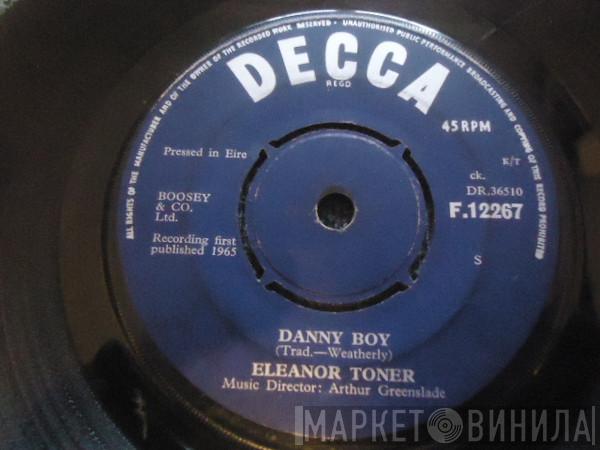 ALL RIGHTS OF THE MANUFACTURER AND OF THE OWNER OF THE RECORDED WORK RESERVED · UNAUTHORISED PUBLIC PERFORMANCE BROADCASTING AND COPYING OF THIS RECORD PROHIBITED
DECCA
REGD
45 RPM
Pressed in Eire
K/T
ck.
DR.36510
BOOSEY
& CO.
Ltd.
F.12267
Recording first
published 1965
S
DANNY BOY
(Trad.—Weatherly)
ELEANOR TONER
Music Director: Arthur Greenslade
МАРКЕТ ВИНИЛА